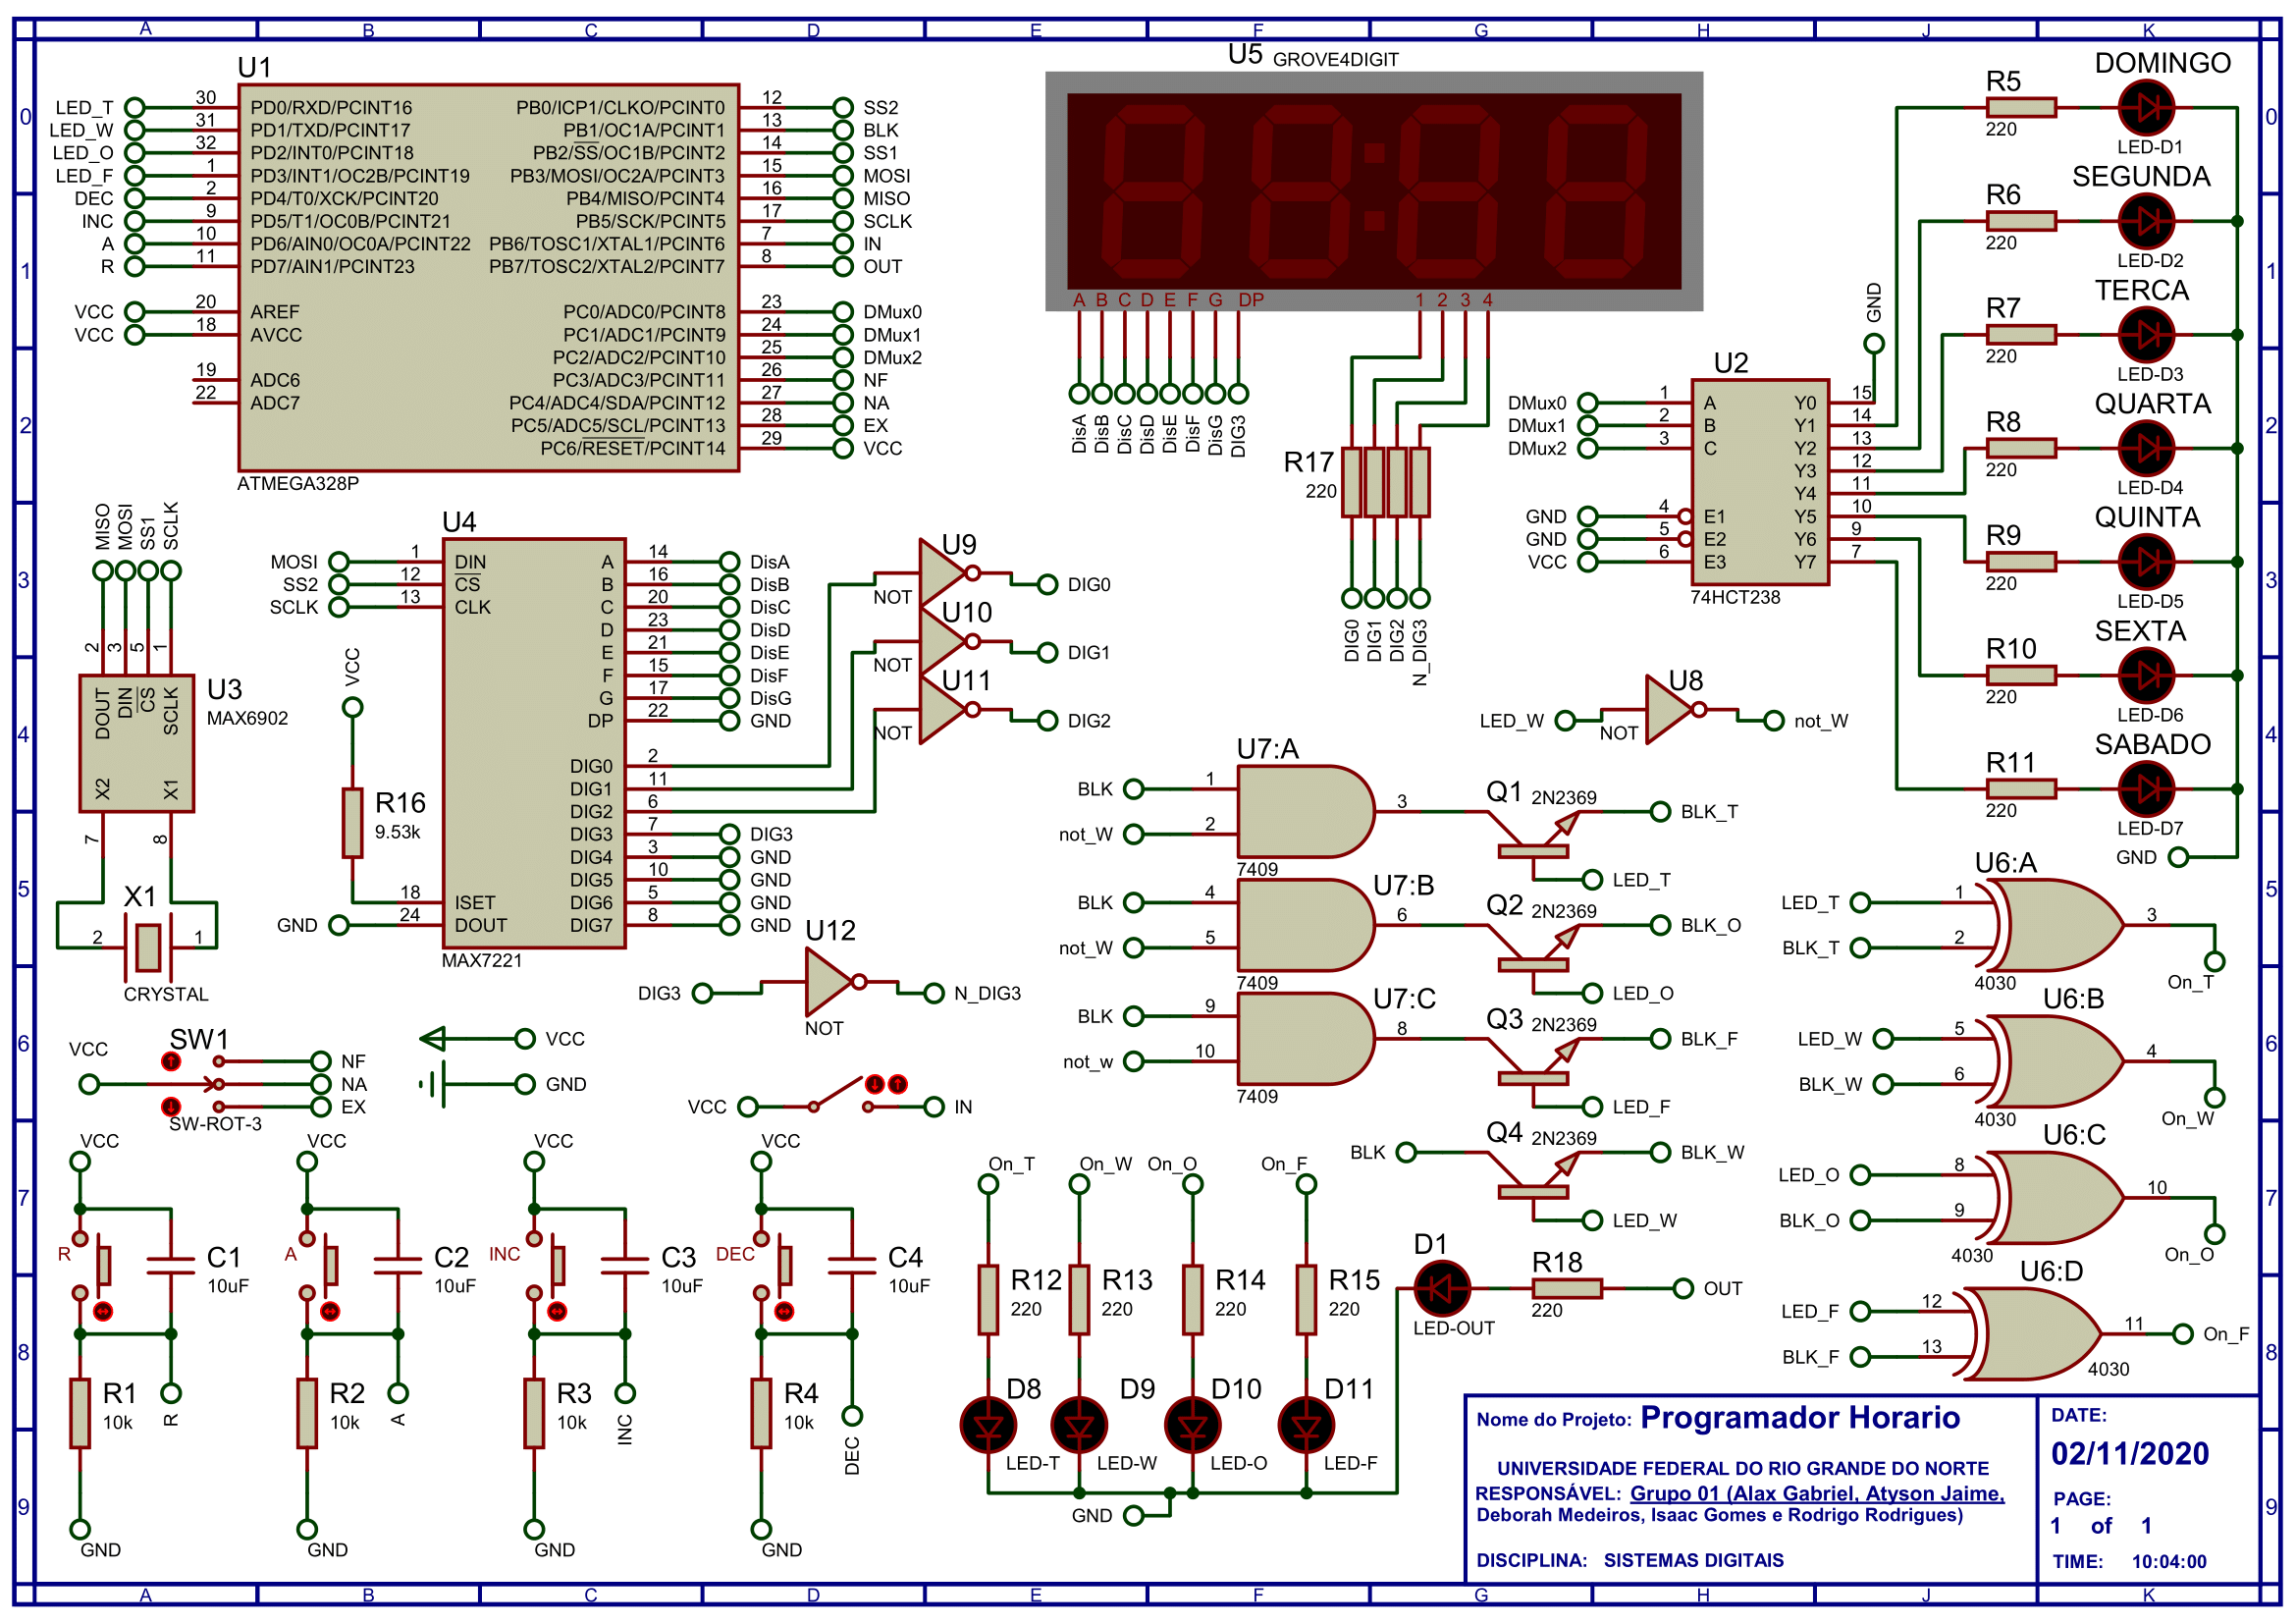 A B C D E F G H J K
0 1 2 3 4 5 6 7 8 9
U1
LED_T 30 PD0/RXD/PCINT16 PB0/ICP1/CLKO/PCINT0 12 SS2
LED_W 31 PD1/TXD/PCINT17 PB1/OC1A/PCINT1 13 BLK
LED_O 32 PD2/INT0/PCINT18 PB2/SS/OC1B/PCINT2 14 SS1
LED_F 1 PD3/INT1/OC2B/PCINT19 PB3/MOSI/OC2A/PCINT3 15 MOSI
DEC 2 PD4/T0/XCK/PCINT20 PB4/MISO/PCINT4 16 MISO
INC 9 PD5/T1/OC0B/PCINT21 PB5/SCK/PCINT5 17 SCLK
A 10 PD6/AIN0/OC0A/PCINT22 PB6/TOSC1/XTAL1/PCINT6 7 IN
R 11 PD7/AIN1/PCINT23 PB7/TOSC2/XTAL2/PCINT7 8 OUT
VCC 20 AREF PC0/ADC0/PCINT8 23 DMux0
VCC 18 AVCC PC1/ADC1/PCINT9 24 DMux1
PC2/ADC2/PCINT10 25 DMux2
19 ADC6 PC3/ADC3/PCINT11 26 NF
22 ADC7 PC4/ADC4/SDA/PCINT12 27 NA
PC5/ADC5/SCL/PCINT13 28 EX
PC6/RESET/PCINT14 29 VCC
ATMEGA328P
U5 GROVE4DIGIT
A B C D E F G DP 1 2 3 4
DisA DisB DisC DisD DisE DisF DisG DIG3
R17
220
DIG0 DIG1 DIG2 N_DIG3
GND
U2
DMux0 1 A Y0 15
DMux1 2 B Y1 14
DMux2 3 C Y2 13
Y3 12
Y4 11
GND 4 E1 Y5 10
GND 5 E2 Y6 9
VCC 6 E3 Y7 7
74HCT238
DOMINGO
R5
220
LED-D1
SEGUNDA
R6
220
LED-D2
TERCA
R7
220
LED-D3
QUARTA
R8
220
LED-D4
QUINTA
R9
220
LED-D5
SEXTA
R10
220
LED-D6
SABADO
R11
220
LED-D7
GND
MISO MOSI SS1 SCLK
2 3 5 1
DOUT DIN CS SCLK
U3
MAX6902
X2 X1
7 8
X1
2 1
CRYSTAL
U4
MOSI 1 DIN A 14 DisA
SS2 12 CS B 16 DisB
SCLK 13 CLK C 20 DisC
D 23 DisD
E 21 DisE
F 15 DisF
G 17 DisG
DP 22 GND
DIG0 2
DIG1 11
DIG2 6
DIG3 7 DIG3
DIG4 3 GND
DIG5 10 GND
18 ISET DIG6 5 GND
GND 24 DOUT DIG7 8 GND
MAX7221
VCC
R16
9.53k
U9
NOT DIG0
U10
NOT DIG1
U11
NOT DIG2
U12
DIG3 N_DIG3
NOT
U8
LED_W NOT not_W
U7:A
BLK 1
not_W 2
3
7409
U7:B
BLK 4
not_W 5
6
7409
U7:C
BLK 9
not_w 10
8
7409
Q1 2N2369
BLK_T
LED_T
Q2 2N2369
BLK_O
LED_O
Q3 2N2369
BLK_F
LED_F
Q4 2N2369
BLK BLK_W
LED_W
U6:A
LED_T 1
BLK_T 2
3
4030
On_T
U6:B
LED_W 5
BLK_W 6
4
4030
On_W
U6:C
LED_O 8
BLK_O 9
10
4030
On_O
U6:D
LED_F 12
BLK_F 13
11 On_F
4030
VCC SW1
NF
NA
EX
SW-ROT-3
VCC
GND
VCC IN
VCC
R C1
10uF
R1
10k
R
GND
VCC
A C2
10uF
R2
10k
A
GND
VCC
INC C3
10uF
R3
10k
INC
GND
VCC
DEC C4
10uF
R4
10k
DEC
GND
On_T On_W On_O On_F
R12 R13 R14 R15
220 220 220 220
D8 D9 D10 D11
LED-T LED-W LED-O LED-F
GND
D1
LED-OUT
R18
220
OUT
Nome do Projeto: Programador Horario
UNIVERSIDADE FEDERAL DO RIO GRANDE DO NORTE
RESPONSÁVEL: Grupo 01 (Alax Gabriel, Atyson Jaime,
Deborah Medeiros, Isaac Gomes e Rodrigo Rodrigues)
DISCIPLINA: SISTEMAS DIGITAIS
DATE:
02/11/2020
PAGE:
1 of 1
TIME: 10:04:00
A B C D E F G H J K
0 1 2 3 4 5 6 7 8 9